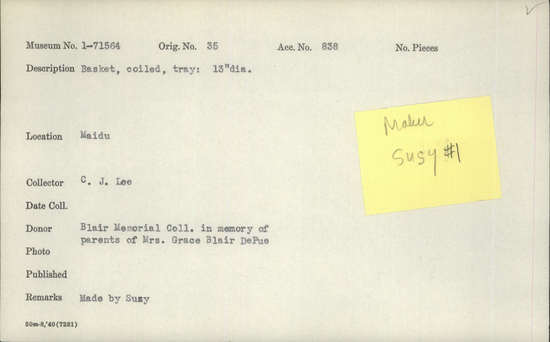 Museum No. 1-71564 Orig. No. 35 Acc. No. 838 No. Pieces
Description Basket, coiled, tray: 13"dia.
Location Maidu
Maker
Susy #1
Collector C. J. Lee
Date Coll.
Donor Blair Memorial Coll. in memory of
parents of Mrs. Grace Blair DePue
Photo
Published
Remarks Made by Susy
50m-8,'40(7221)